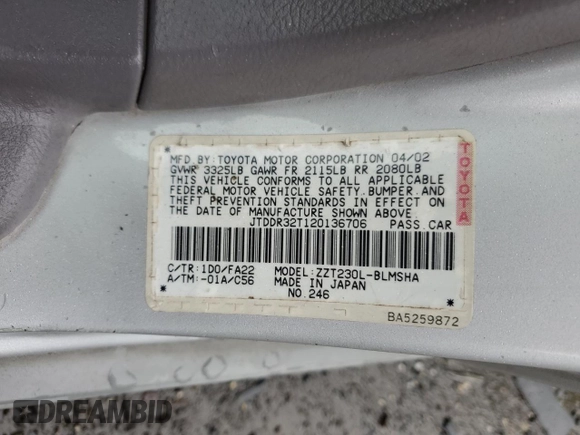 MFD. BY: TOYOTA MOTOR CORPORATION 04/02
GVWR 3325LB GAWR FR 2115LB RR 2080LB
THIS VEHICLE CONFORMS TO ALL APPLICABLE
FEDERAL MOTOR VEHICLE SAFETY, BUMPER, AND
THEFT PREVENTION STANDARDS IN EFFECT ON
THE DATE OF MANUFACTURE SHOWN ABOVE.
JTDDR32T120136706 PASS. CAR
C/TR: 1D0/FA22 MODEL: ZZT230L-BLMSHA
A/TM: -01A/C56 MADE IN JAPAN
NO. 246
BA5259872
TOYOTA
DREAMBID